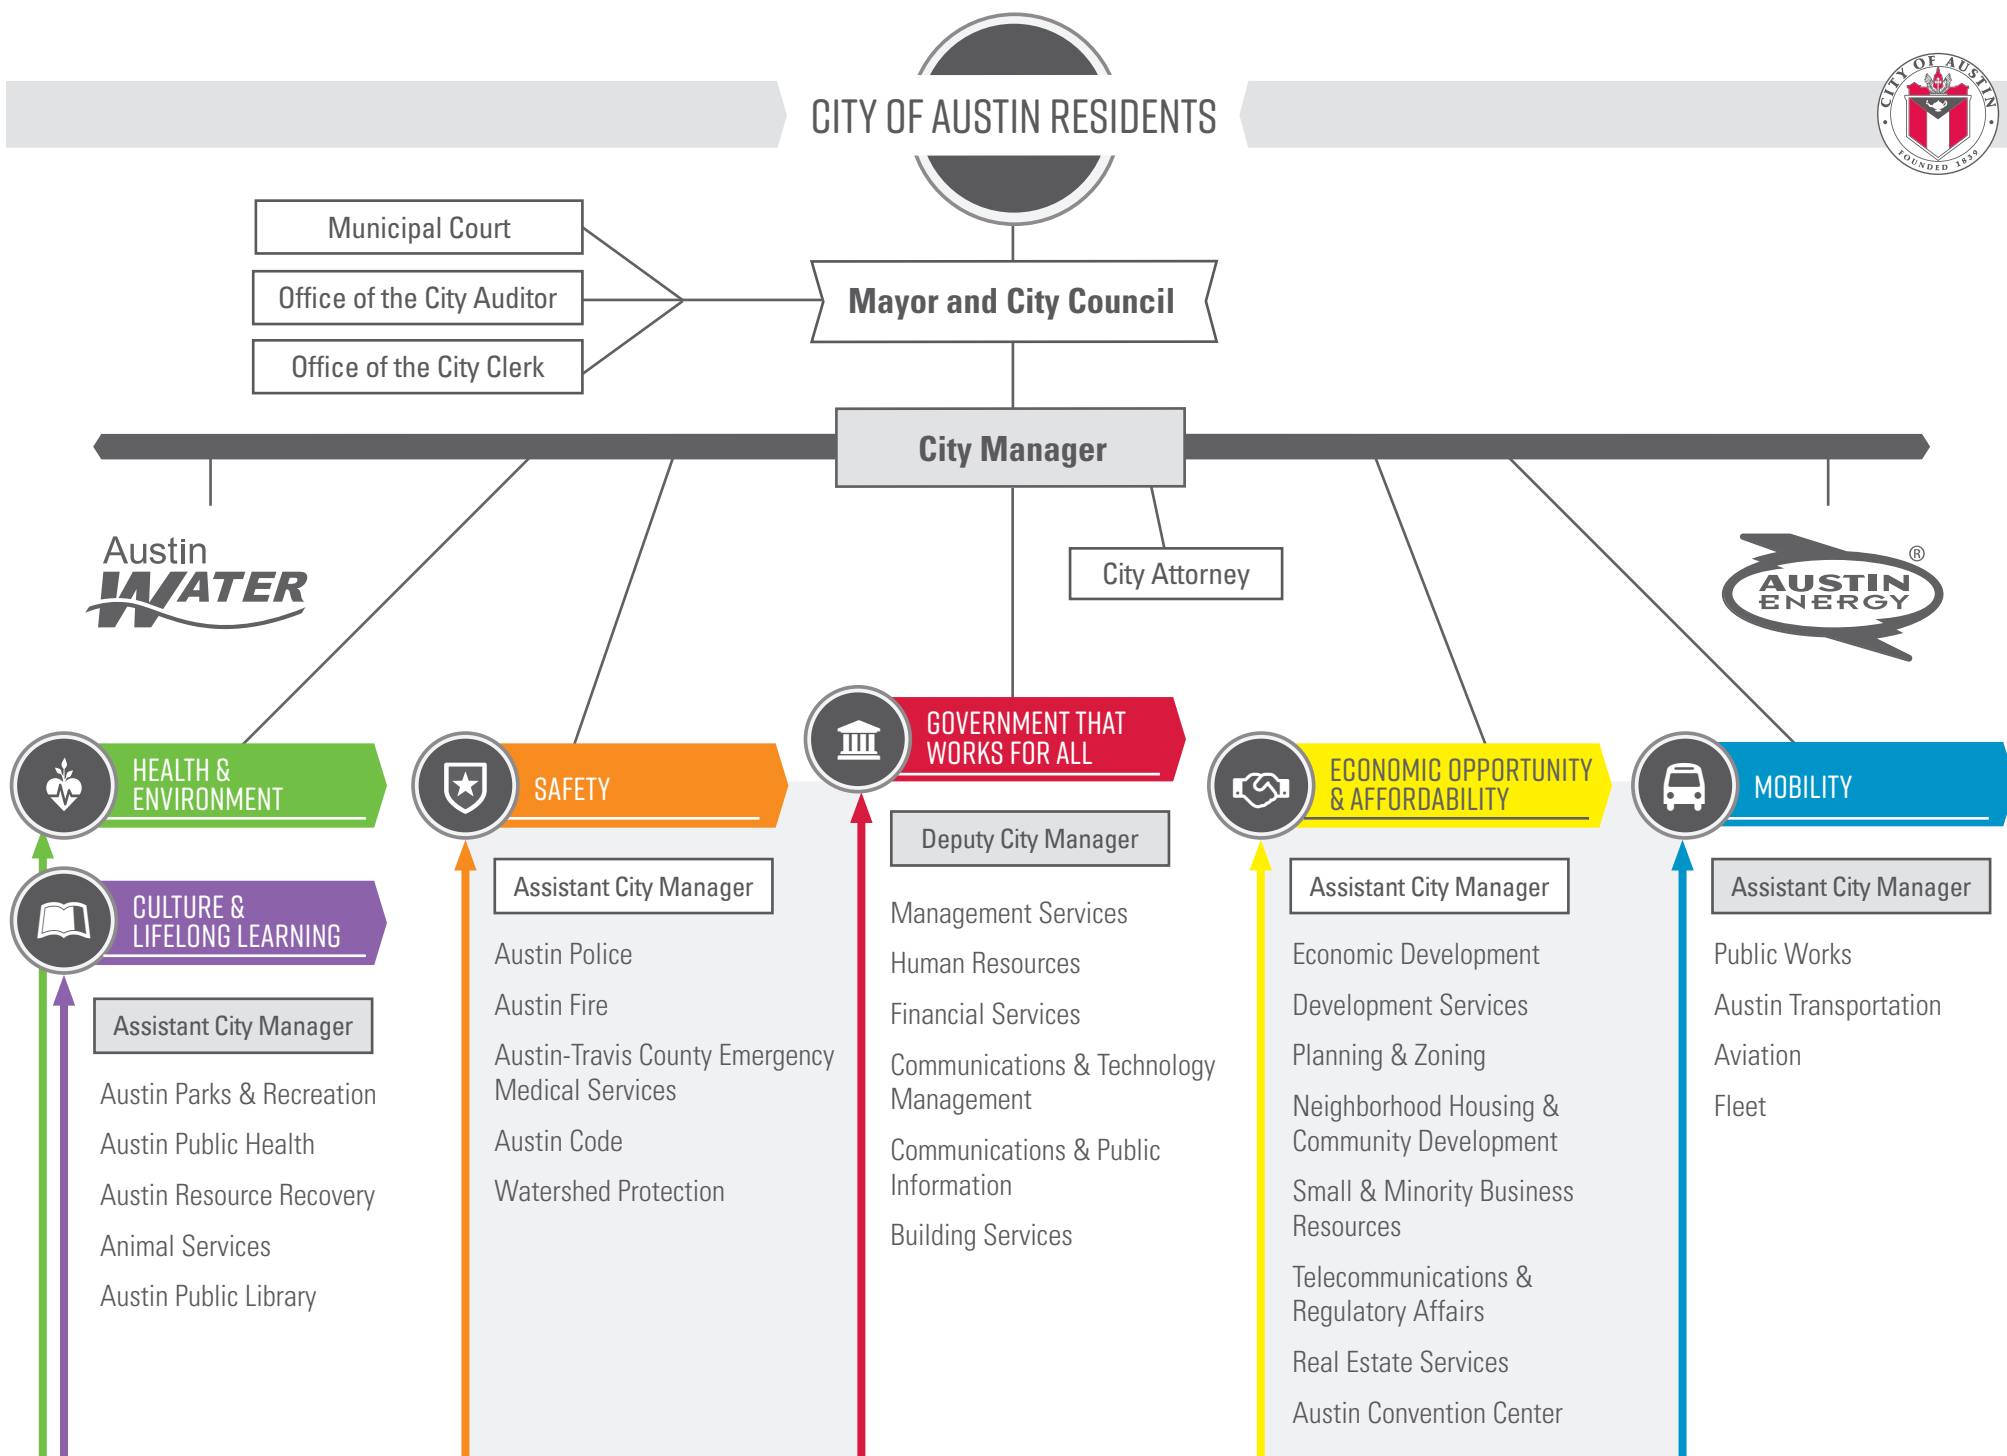 CITY OF AUSTIN RESIDENTS
CITY OF AUSTIN
FOUNDED 1839
Municipal Court
Office of the City Auditor
Office of the City Clerk
Mayor and City Council
City Manager
City Attorney
Austin
WATER
AUSTIN
ENERGY
®
HEALTH &
ENVIRONMENT
CULTURE &
LIFELONG LEARNING
Assistant City Manager
Austin Parks & Recreation
Austin Public Health
Austin Resource Recovery
Animal Services
Austin Public Library
SAFETY
Assistant City Manager
Austin Police
Austin Fire
Austin-Travis County Emergency
Medical Services
Austin Code
Watershed Protection
GOVERNMENT THAT
WORKS FOR ALL
Deputy City Manager
Management Services
Human Resources
Financial Services
Communications & Technology
Management
Communications & Public
Information
Building Services
ECONOMIC OPPORTUNITY
& AFFORDABILITY
Assistant City Manager
Economic Development
Development Services
Planning & Zoning
Neighborhood Housing &
Community Development
Small & Minority Business
Resources
Telecommunications &
Regulatory Affairs
Real Estate Services
Austin Convention Center
MOBILITY
Assistant City Manager
Public Works
Austin Transportation
Aviation
Fleet